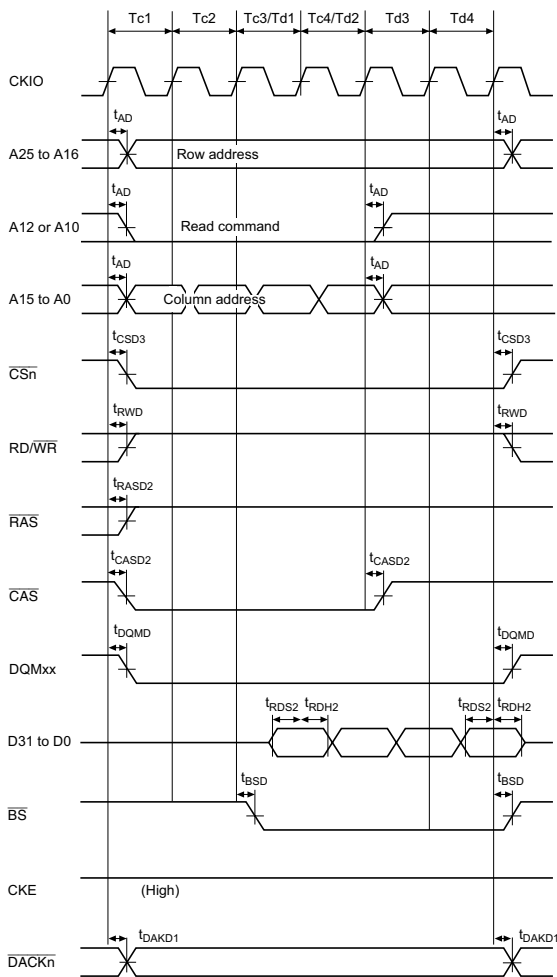 Tc1 Tc2 Tc3/Td1 Tc4/Td2 Td3 Td4
CKIO
tAD tAD
A25 to A16 Row address
tAD tAD
A12 or A10 Read command
tAD tAD
A15 to A0 Column address
tCSD3 tCSD3
CSn
tRWD tRWD
RD/WR
tRASD2
RAS
tCASD2 tCASD2
CAS
tDQMD tDQMD
DQMxx
tRDS2 tRDH2 tRDS2 tRDH2
D31 to D0
tBSD tBSD
BS
CKE (High)
tDAKD1 tDAKD1
DACKn